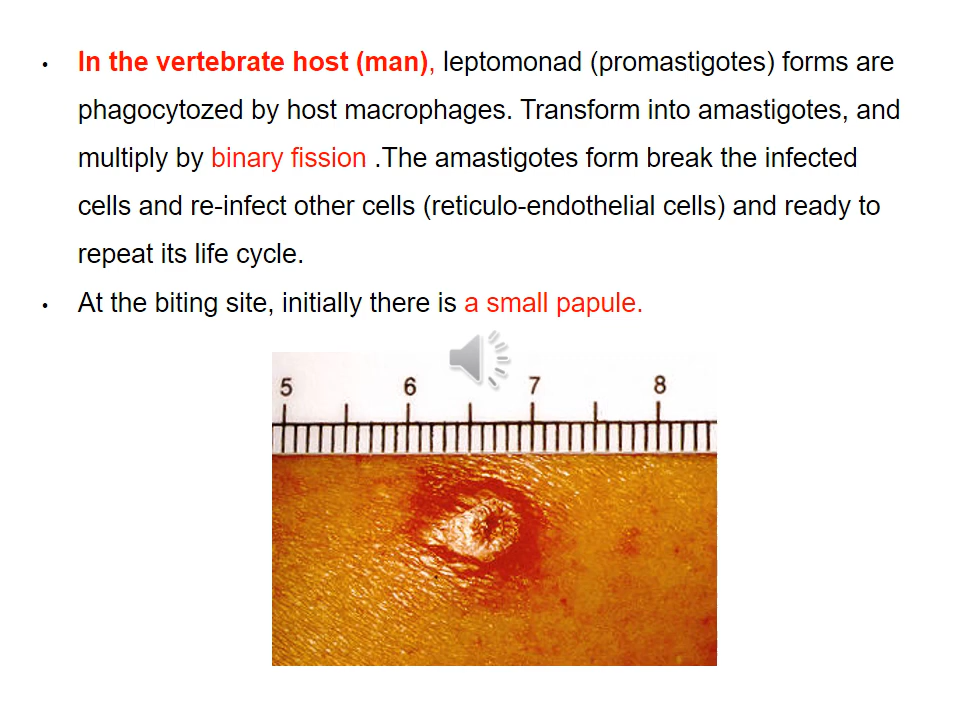 • In the vertebrate host (man), leptomonad (promastigotes) forms are
phagocytozed by host macrophages. Transform into amastigotes, and
multiply by binary fission .The amastigotes form break the infected
cells and re-infect other cells (reticulo-endothelial cells) and ready to
repeat its life cycle.
• At the biting site, initially there is a small papule.
5 6 7 8